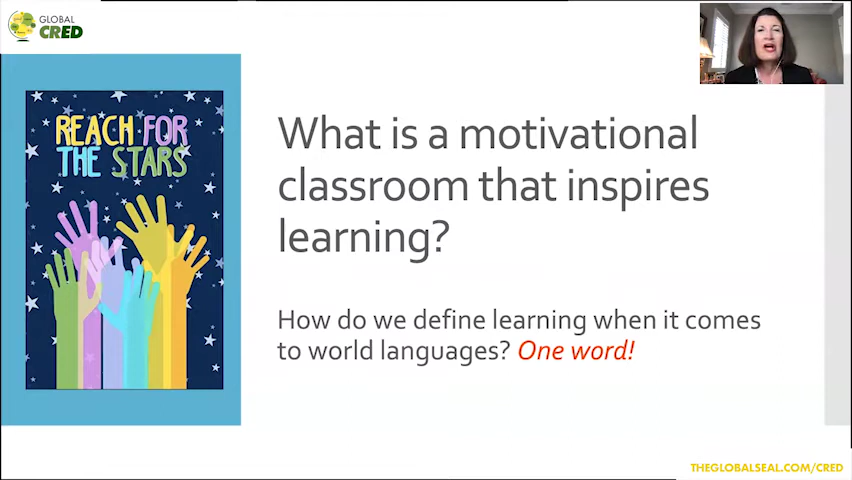 GLOBAL
CRED
REACH FOR
THE STARS
What is a motivational
classroom that inspires
learning?
How do we define learning when it comes
to world languages? One word!
THEGLOBALSEAL.COM/CRED